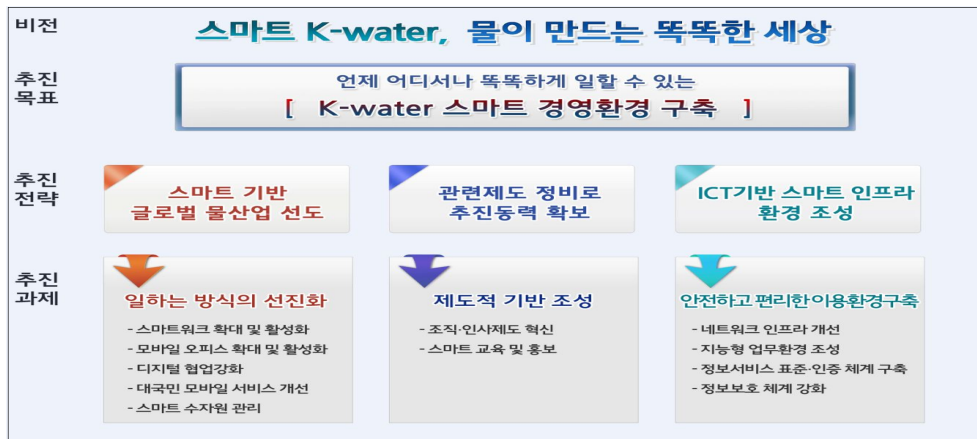 비전
스마트 K-water, 물이 만드는 똑똑한 세상
추진
목표
언제 어디서나 똑똑하게 일할 수 있는
[ K-water 스마트 경영환경 구축 ]
추진
전략
스마트 기반
글로벌 물산업 선도
관련제도 정비로
추진동력 확보
ICT기반 스마트 인프라
환경 조성
추진
과제
일하는 방식의 선진화
- 스마트워크 확대 및 활성화
- 모바일 오피스 확대 및 활성화
- 디지털 협업강화
- 대국민 모바일 서비스 개선
- 스마트 수자원 관리
제도적 기반 조성
- 조직·인사제도 혁신
- 스마트 교육 및 홍보
안전하고 편리한 이용환경구축
- 네트워크 인프라 개선
- 지능형 업무환경 조성
- 정보서비스 표준·인증 체계 구축
- 정보보호 체계 강화